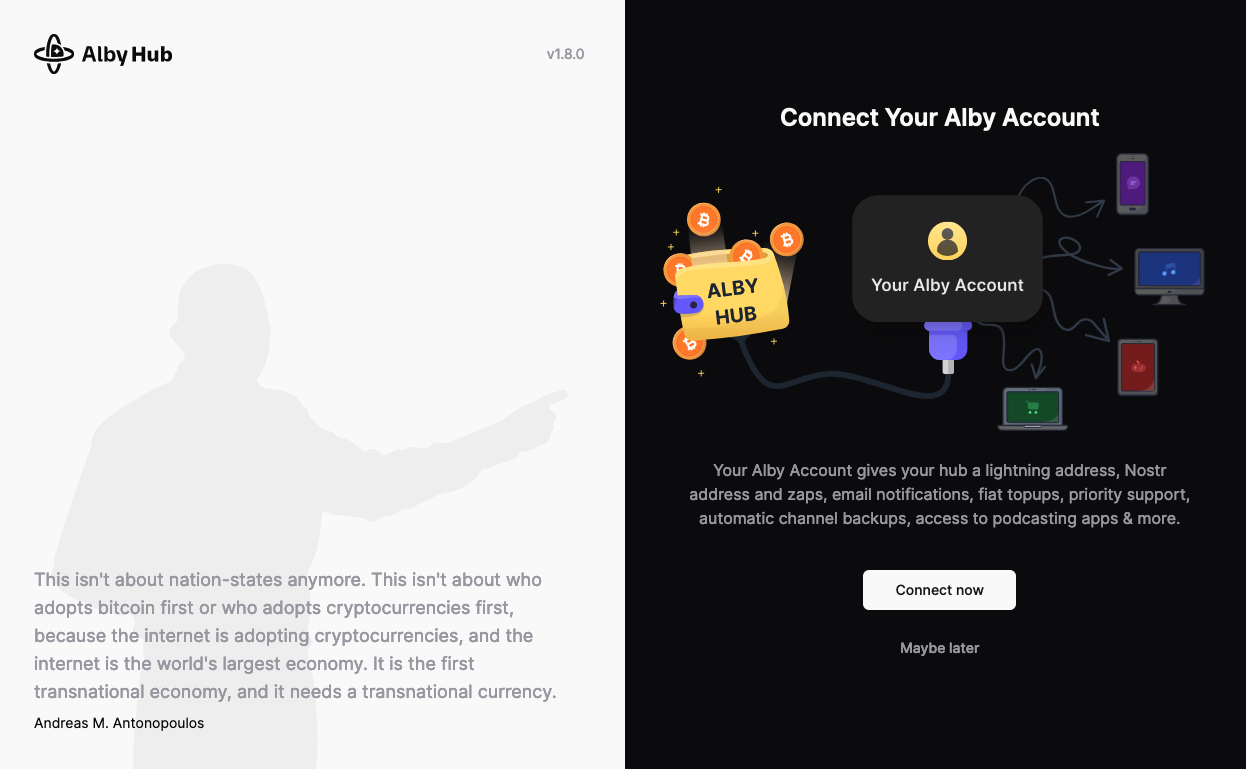 Alby Hub
v1.8.0
This isn't about nation-states anymore. This isn't about who
adopts bitcoin first or who adopts cryptocurrencies first,
because the internet is adopting cryptocurrencies, and the
internet is the world's largest economy. It is the first
transnational economy, and it needs a transnational currency.
Andreas M. Antonopoulos
Connect Your Alby Account
ALBY
HUB
Your Alby Account
Your Alby Account gives your hub a lightning address, Nostr
address and zaps, email notifications, fiat topups, priority support,
automatic channel backups, access to podcasting apps & more.
Connect now
Maybe later